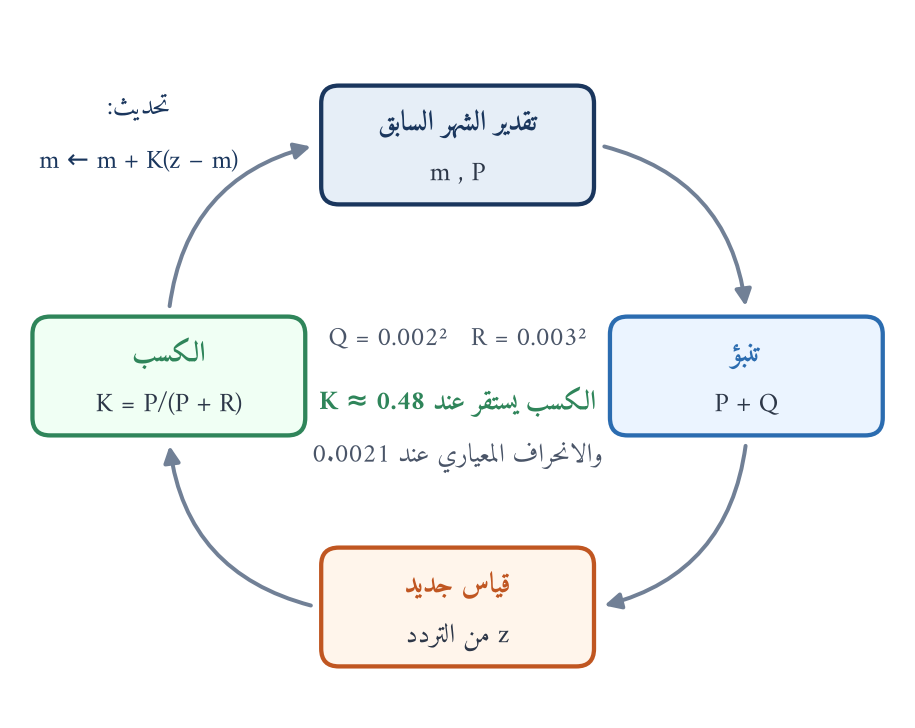 تحديث:
m ← m + K(z − m)
تقدير الشهر السابق
m , P
تنبؤ
P + Q
قياس جديد
z من التردد
الكسب
K = P/(P + R)
Q = 0.002² R = 0.003²
الكسب يستقر عند K ≈ 0.48
والانحراف المعياري عند 0.0021